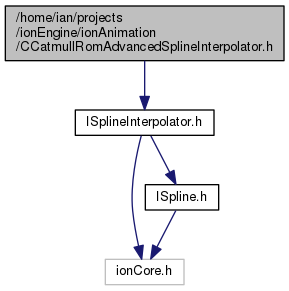 /home/ian/projects
/ionEngine/ionAnimation
/CCatmullRomAdvancedSplineInterpolator.h
ISplineInterpolator.h
ISpline.h
ionCore.h